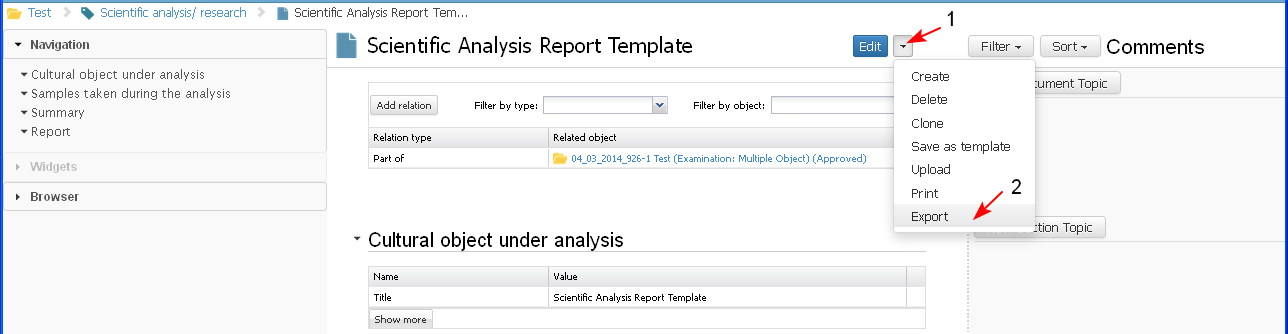 Test Scientific analysis/ research Scientific Analysis Report Tem...
1
Navigation
Scientific Analysis Report Template Edit Filter Sort Comments
Cultural object under analysis
Samples taken during the analysis
Summary
Report
Widgets
Browser
Add relation Filter by type: Filter by object:
Relation type Related object
Part of 04_03_2014_926-1 Test (Examination: Multiple Object) (Approved)
Create
Delete
Clone
Save as template
Upload
Print
Export
2
cument Topic
ction Topic
Cultural object under analysis
Name Value
Title Scientific Analysis Report Template
Show more